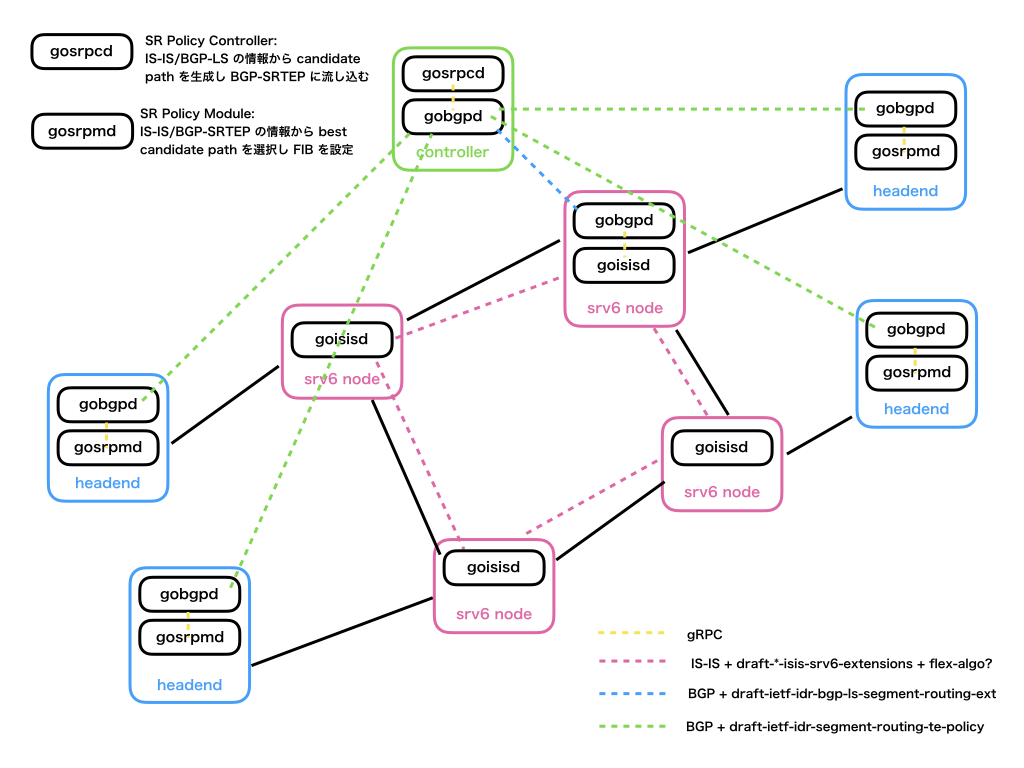 gosrpcd
SR Policy Controller:
IS-IS/BGP-LS の情報から candidate
path を生成し BGP-SRTEP に流し込む
gosrpmd
SR Policy Module:
IS-IS/BGP-SRTEP の情報から best
candidate path を選択し FIB を設定
gosrpcd
gobgpd
controller
gobgpd
gosrpmd
headend
gobgpd
goisisd
srv6 node
goisisd
srv6 node
gobgpd
gosrpmd
headend
gobgpd
gosrpmd
headend
goisisd
srv6 node
goisisd
srv6 node
gobgpd
gosrpmd
headend
gRPC
IS-IS + draft-*-isis-srv6-extensions + flex-algo?
BGP + draft-ietf-idr-bgp-ls-segment-routing-ext
BGP + draft-ietf-idr-segment-routing-te-policy